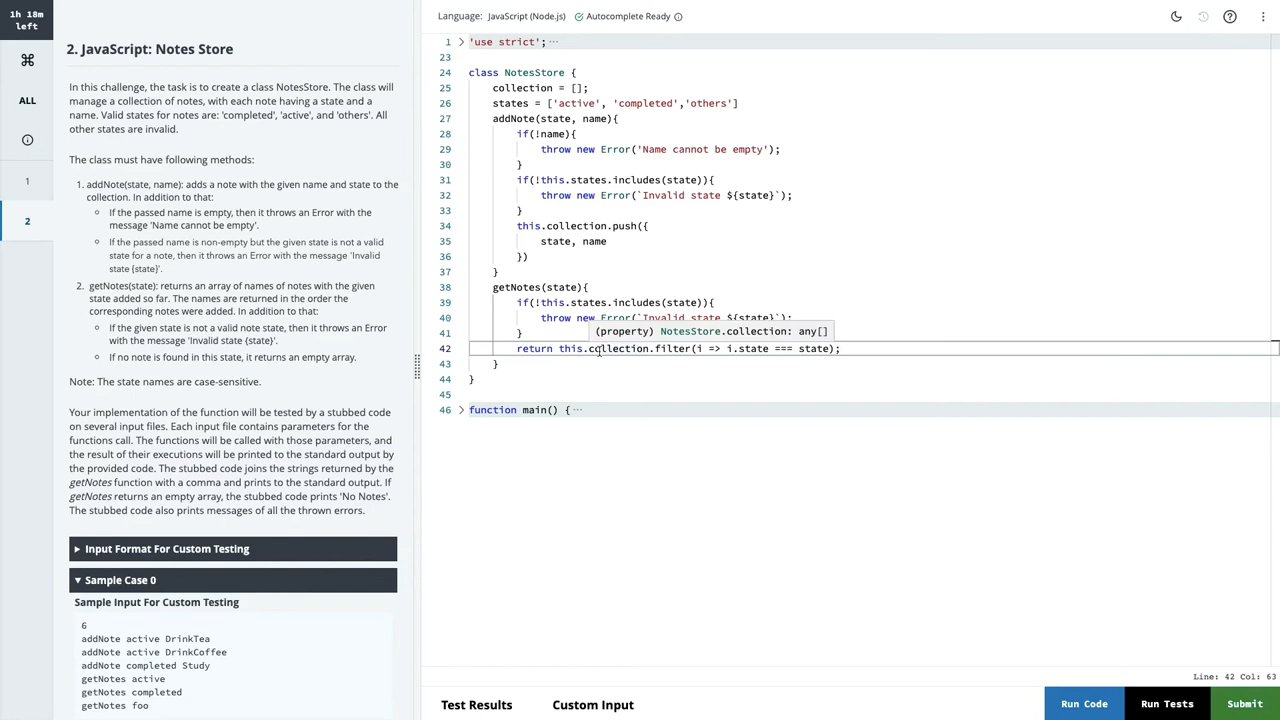 1h 18m
left
ALL
1
2
2. JavaScript: Notes Store
In this challenge, the task is to create a class NotesStore. The class will
manage a collection of notes, with each note having a state and a
name. Valid states for notes are: 'completed', 'active', and 'others'. All
other states are invalid.
The class must have following methods:
1. addNote(state, name): adds a note with the given name and state to the
collection. In addition to that:
If the passed name is empty, then it throws an Error with the
message 'Name cannot be empty'.
If the passed name is non-empty but the given state is not a valid
state for a note, then it throws an Error with the message 'Invalid
state {state}'.
2. getNotes(state): returns an array of names of notes with the given
state added so far. The names are returned in the order the
corresponding notes were added. In addition to that:
If the given state is not a valid note state, then it throws an Error
with the message 'Invalid state {state}'.
If no note is found in this state, it returns an empty array.
Note: The state names are case-sensitive.
Your implementation of the function will be tested by a stubbed code
on several input files. Each input file contains parameters for the
functions call. The functions will be called with those parameters, and
the result of their executions will be printed to the standard output by
the provided code. The stubbed code joins the strings returned by the
getNotes function with a comma and prints to the standard output. If
getNotes returns an empty array, the stubbed code prints 'No Notes'.
The stubbed code also prints messages of all the thrown errors.
Input Format For Custom Testing
Sample Case 0
Sample Input For Custom Testing
6
addNote active DrinkTea
addNote active DrinkCoffee
addNote completed Study
getNotes active
getNotes completed
getNotes foo
Language: JavaScript (Node.js) Autocomplete Ready
1 'use strict';
23
24 class NotesStore {
25 collection = [];
26 states = ['active', 'completed','others']
27 addNote(state, name){
28 if(!name){
29 throw new Error('Name cannot be empty');
30 }
31 if(!this.states.includes(state)){
32 throw new Error(`Invalid state ${state}`);
33 }
34 this.collection.push({
35 state, name
36 })
37 }
38 getNotes(state){
39 if(!this.states.includes(state)){
40 throw new Error(`Invalid state ${state}`);
(property) NotesStore.collection: any[]
41 }
42 return this.collection.filter(i => i.state === state);
43 }
44 }
45
46 function main() {
Line: 42 Col: 63
Test Results Custom Input Run Code Run Tests Submit